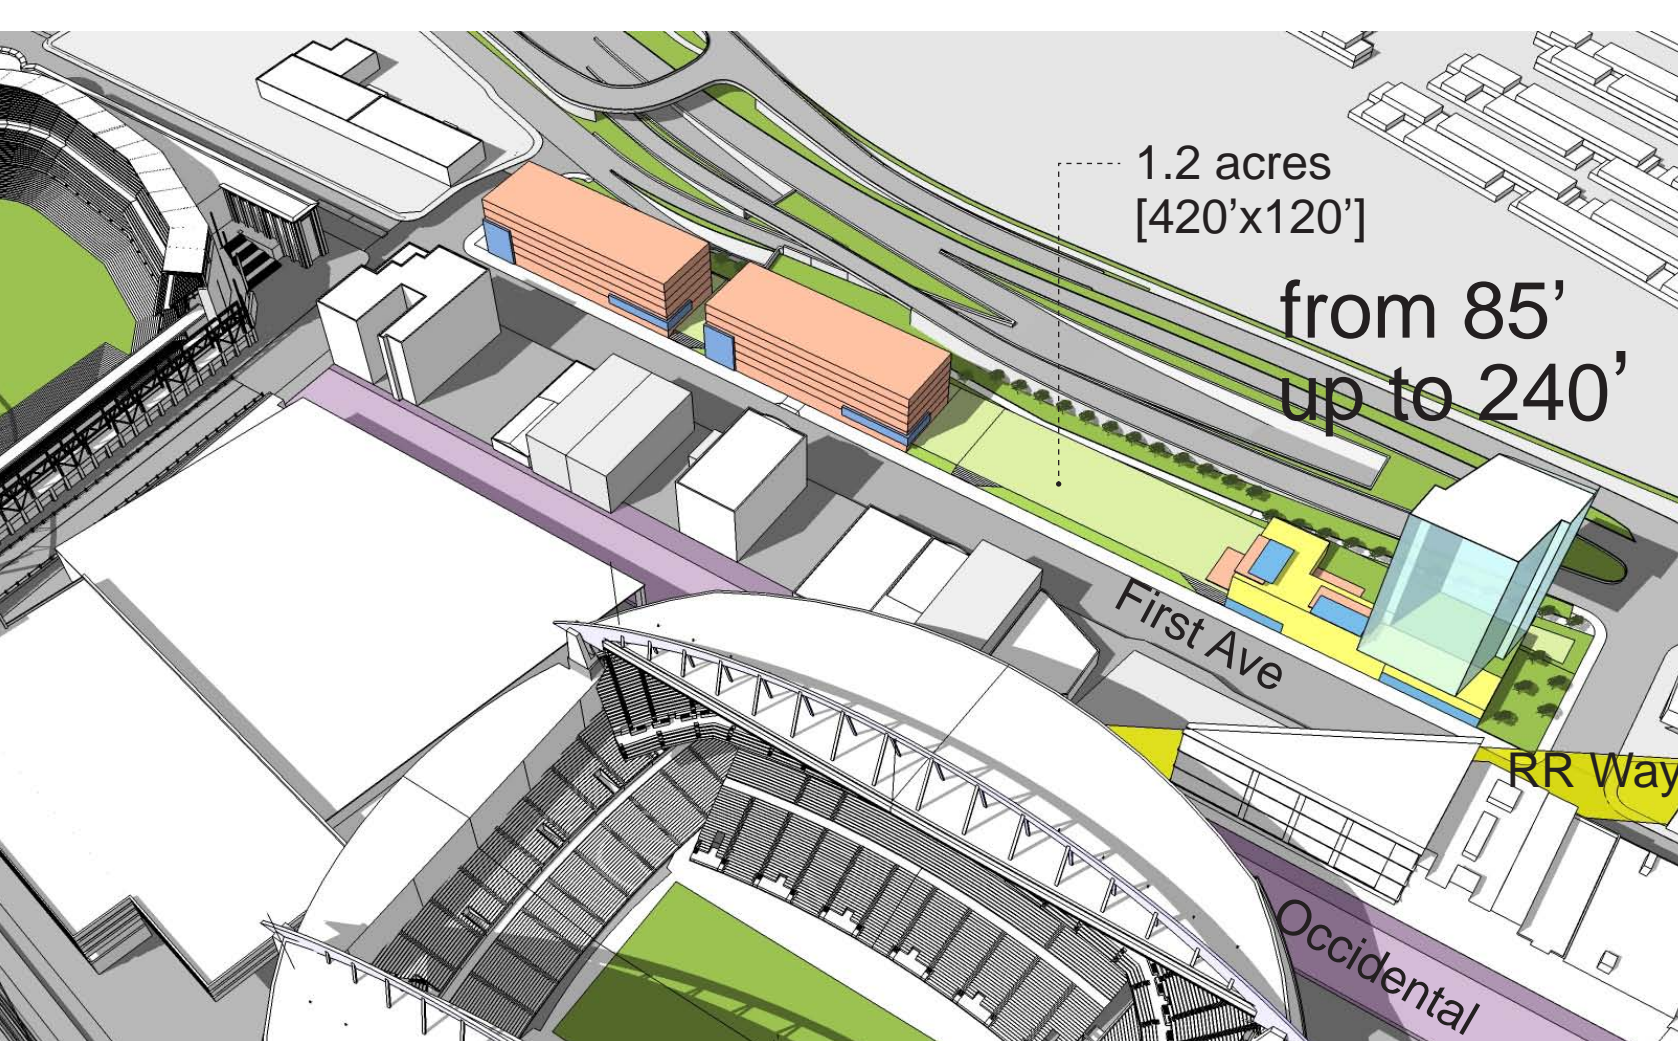 1.2 acres
[420’x120’]
from 85’
up to 240’
First Ave
RR Way
Occidental